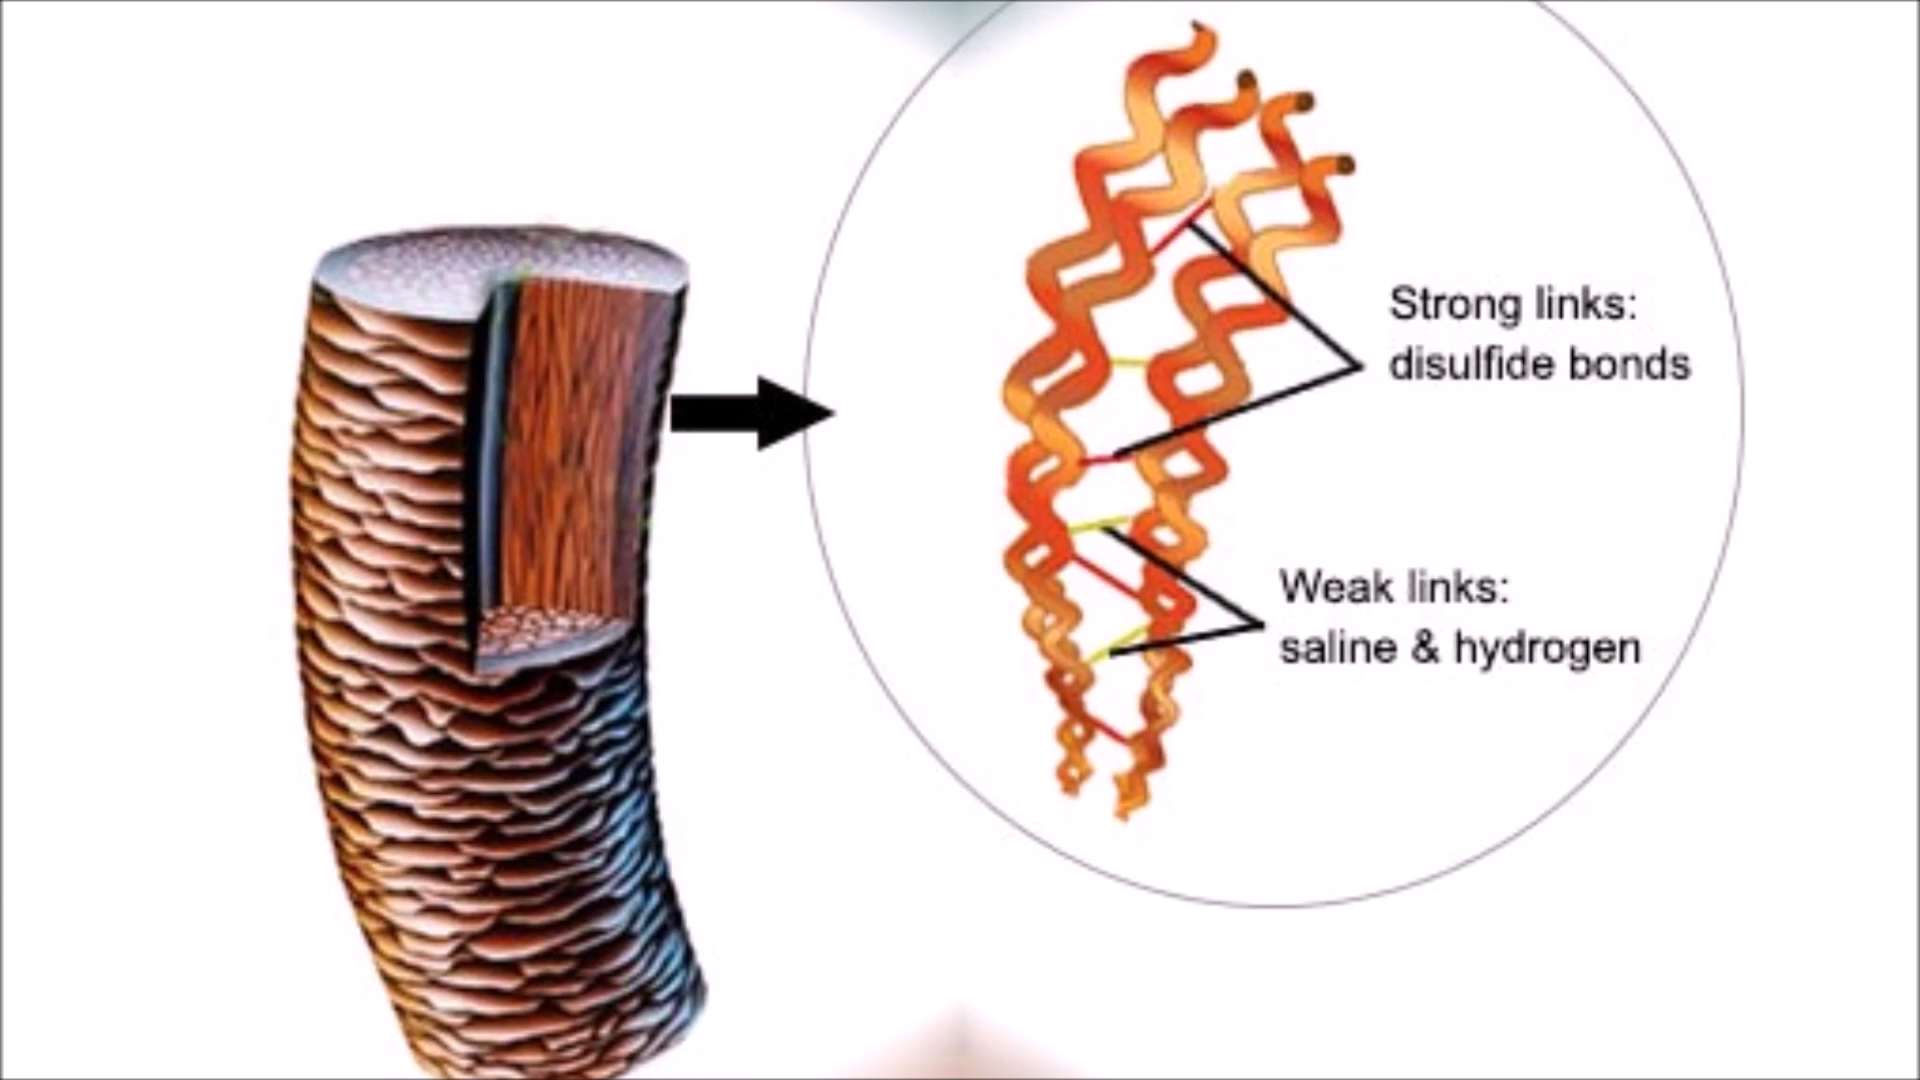 Strong links:
disulfide bonds
Weak links:
saline & hydrogen